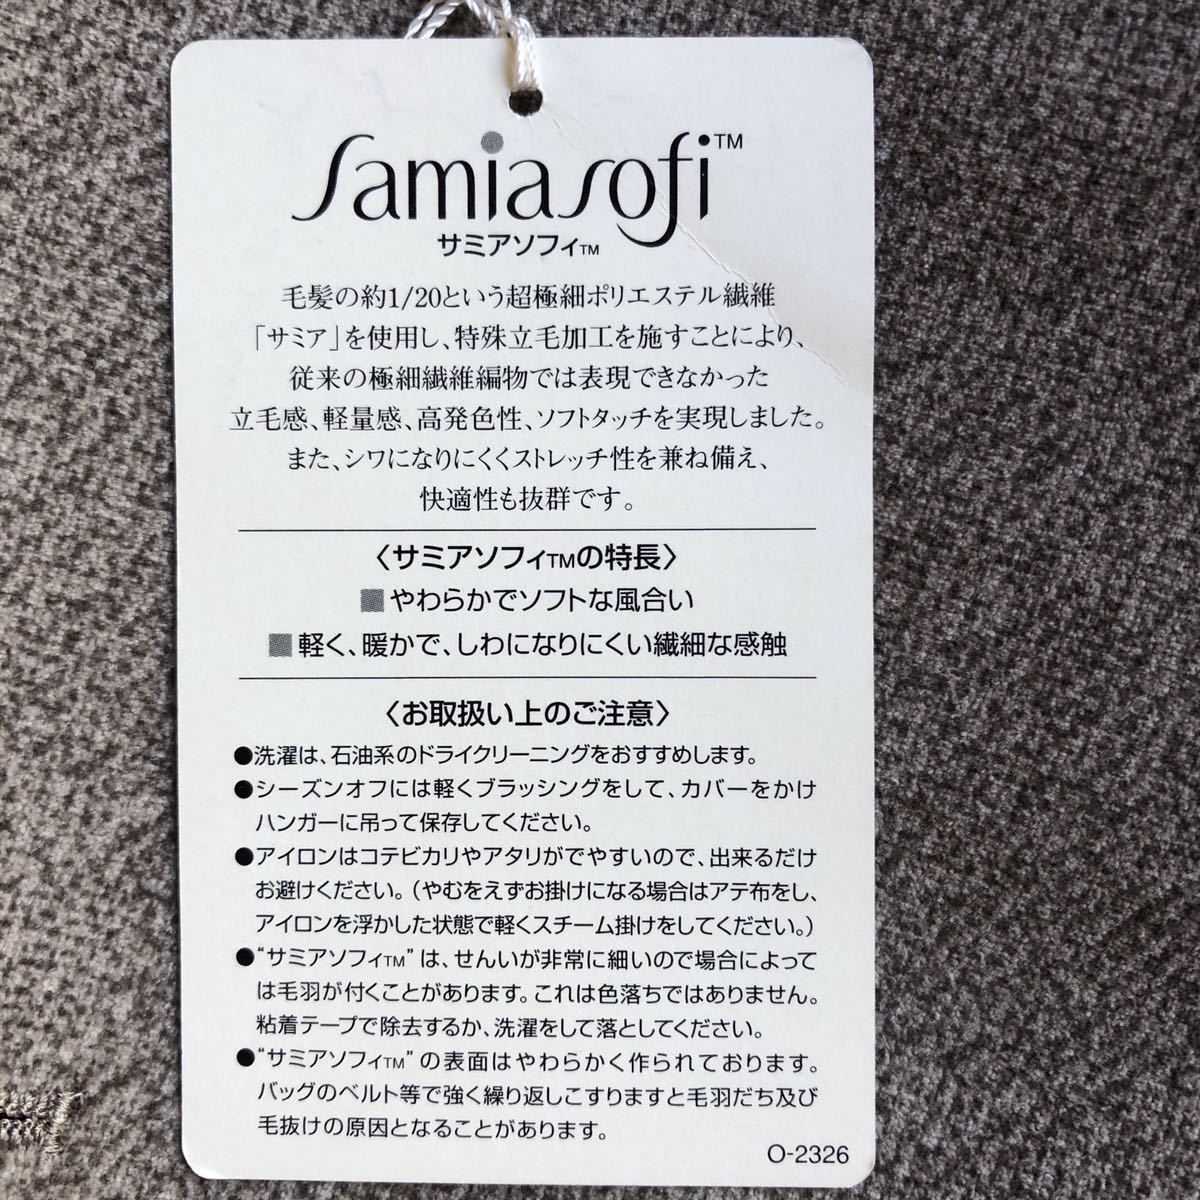 Samiasofi™
サミアソフィTM
毛髪の約1/20という超極細ポリエステル繊維
「サミア」を使用し、特殊立毛加工を施すことにより、
従来の極細繊維編物では表現できなかった
立毛感、軽量感、高発色性、ソフトタッチを実現しました。
また、シワになりにくくストレッチ性を兼ね備え、
快適性も抜群です。
〈サミアソフィTMの特長〉
■やわらかでソフトな風合い
■軽く、暖かで、しわになりにくい繊細な感触
〈お取扱い上のご注意〉
●洗濯は、石油系のドライクリーニングをおすすめします。
●シーズンオフには軽くブラッシングをして、カバーをかけ
ハンガーに吊って保存してください。
●アイロンはコテビカリやアタリがでやすいので、出来るだけ
お避けください。(やむをえずお掛けになる場合はアテ布をし、
アイロンを浮かした状態で軽くスチーム掛けをしてください。)
●“サミアソフィTM”は、せんいが非常に細いので場合によって
は毛羽が付くことがあります。これは色落ちではありません。
粘着テープで除去するか、洗濯をして落としてください。
●“サミアソフィTM”の表面はやわらかく作られております。
バッグのベルト等で強く繰り返しこすりますと毛羽だち及び
毛抜けの原因となることがあります。
O-2326